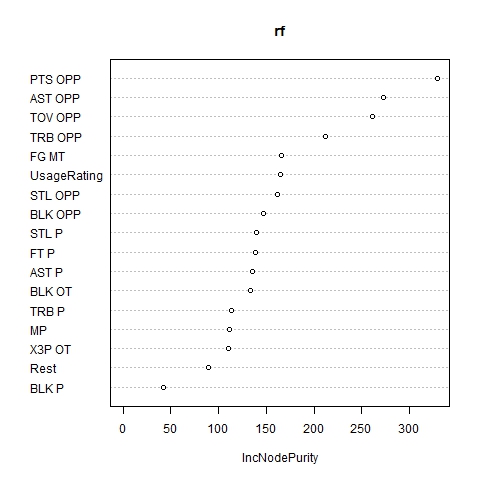 rf
PTS OPP
AST OPP
TOV OPP
TRB OPP
FG MT
UsageRating
STL OPP
BLK OPP
STL P
FT P
AST P
BLK OT
TRB P
MP
X3P OT
Rest
BLK P
0 50 100 150 200 250 300
IncNodePurity